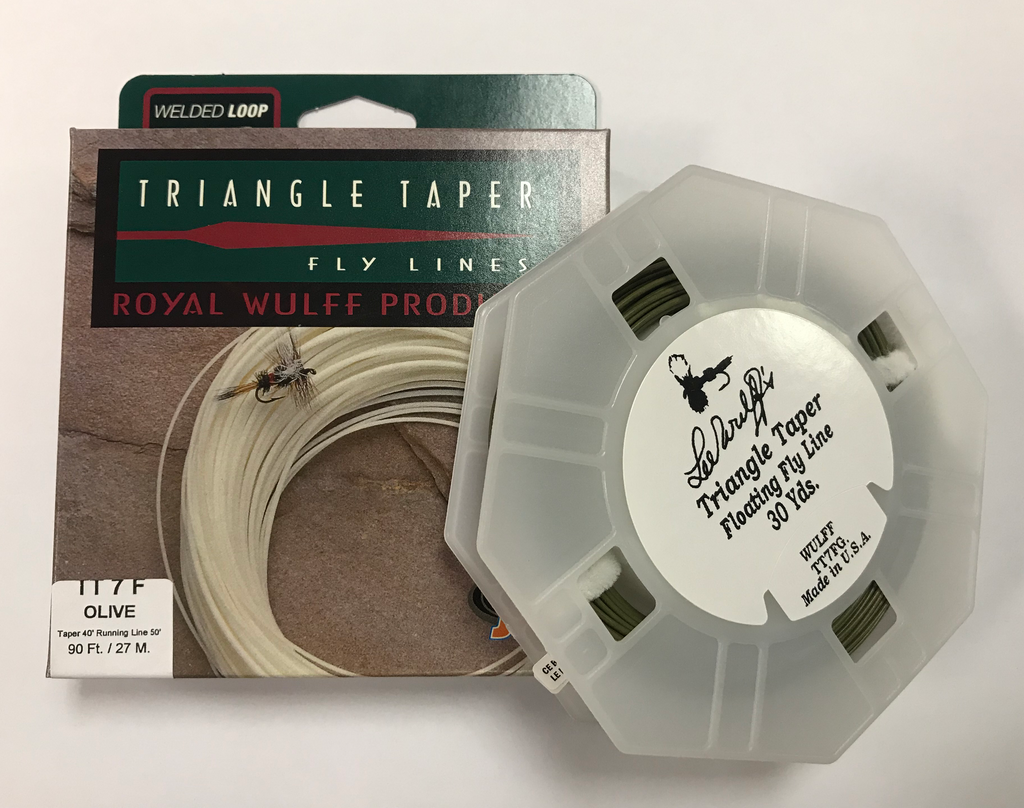 WELDED LOOP
TRIANGLE TAPER
FLY LINES
ROYAL WULFF
TT 7 F
OLIVE
Taper 40' Running Line 50'
90 Ft. / 27 M.
Lee Wulff's
Triangle Taper
Floating Fly Line
30 Yds.
WULFF
TT7FG.
Made in U.S.A.